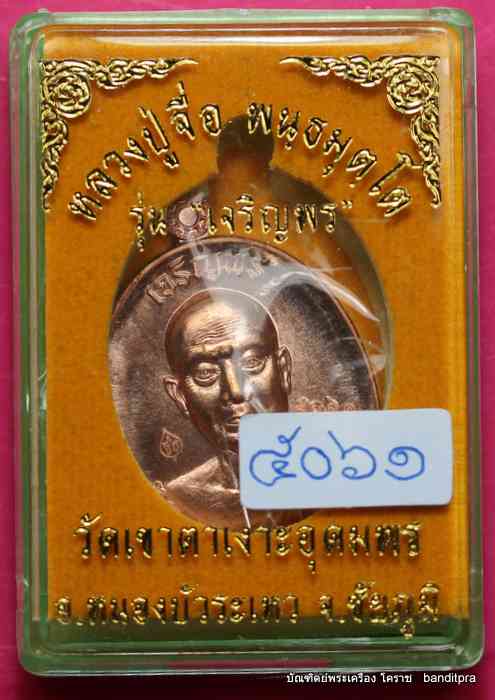 หลวงปู่จื่อ พนฺธมุตฺโต
รุ่น "เจริญพร"
เจริญพร
๕๐๖๑
วัดเขาตาเงาะอุดมพร
อ.หนองบัวระเหว จ.ชัยภูมิ
บัณฑิตย์พระเครื่อง โคราช banditpra